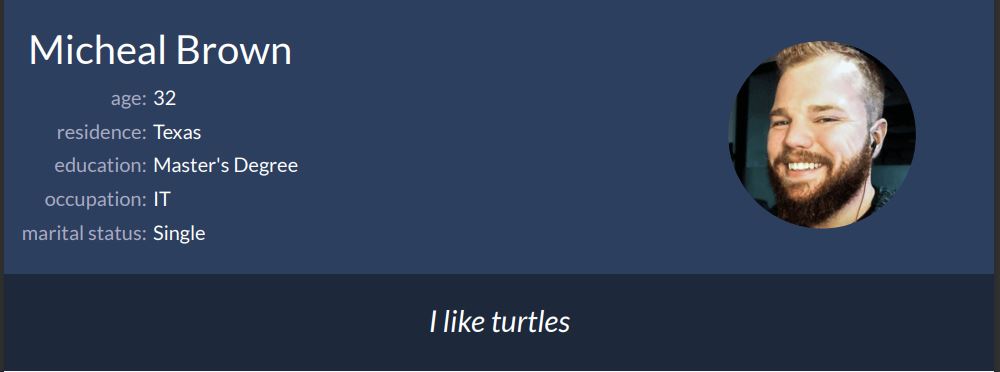 Micheal Brown
age: 32
residence: Texas
education: Master's Degree
occupation: IT
marital status: Single
I like turtles